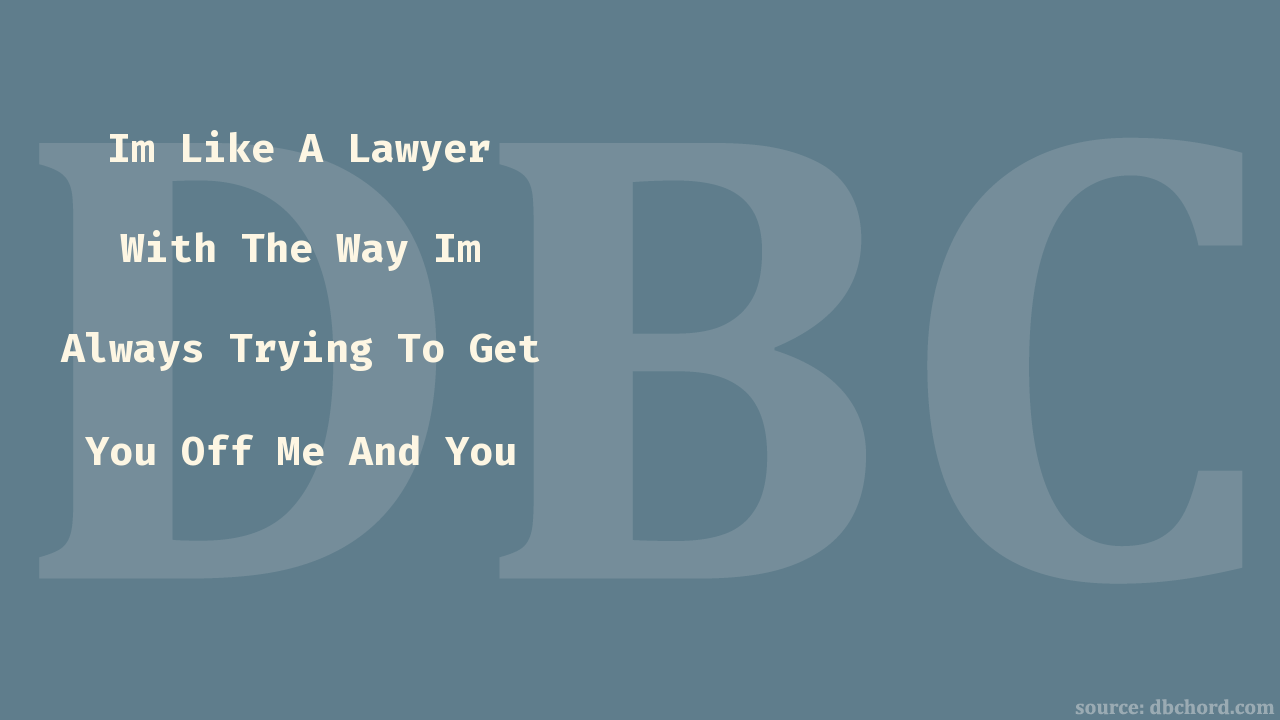 Im Like A Lawyer
With The Way Im
Always Trying To Get
You Off Me And You
DBC
source: dbchord.com